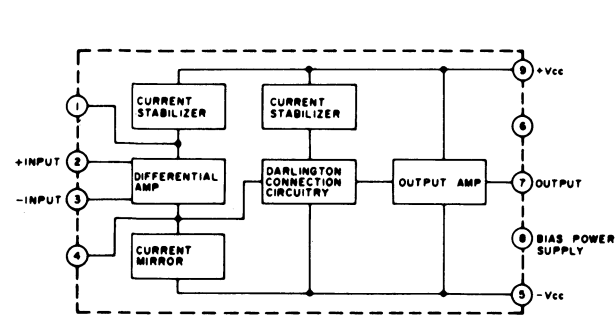 9 +Vcc
1 CURRENT
STABILIZER
CURRENT
STABILIZER
6
+INPUT 2
DIFFERENTIAL
AMP
DARLINGTON
CONNECTION
CIRCUITRY
OUTPUT AMP
7 OUTPUT
-INPUT 3
4
CURRENT
MIRROR
8 BIAS POWER
SUPPLY
5 -Vcc